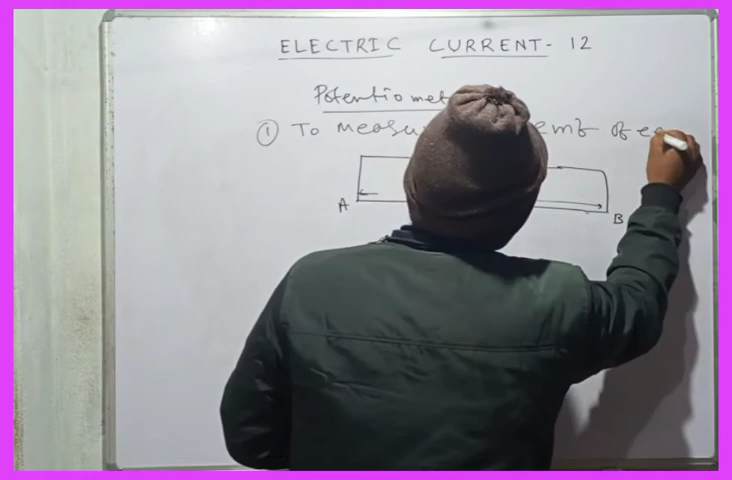 ELECTRIC CURRENT - 12
Potentiomet
① To measu emf of e
A
B